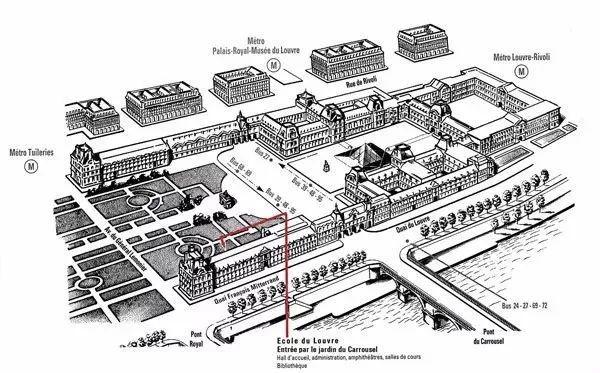 Métro
Palais-Royal-Musée du Louvre
M
Métro Louvre-Rivoli
M
Rue de Rivoli
Métro Tuileries
M
Bus 27
Bus 68 - 95
Bus 39 - 48 - 95
Bus 39 - 48 - 95
Av. du Général Lemonnier
Quai du Louvre
Quai François Mitterrand
Bus 24 - 27 - 69 - 72
Pont
Royal
Pont
du Carrousel
Ecole du Louvre
Entrée par le jardin du Carrousel
Hall d'accueil, administration, amphithéâtres, salles de cours
Bibliothèque